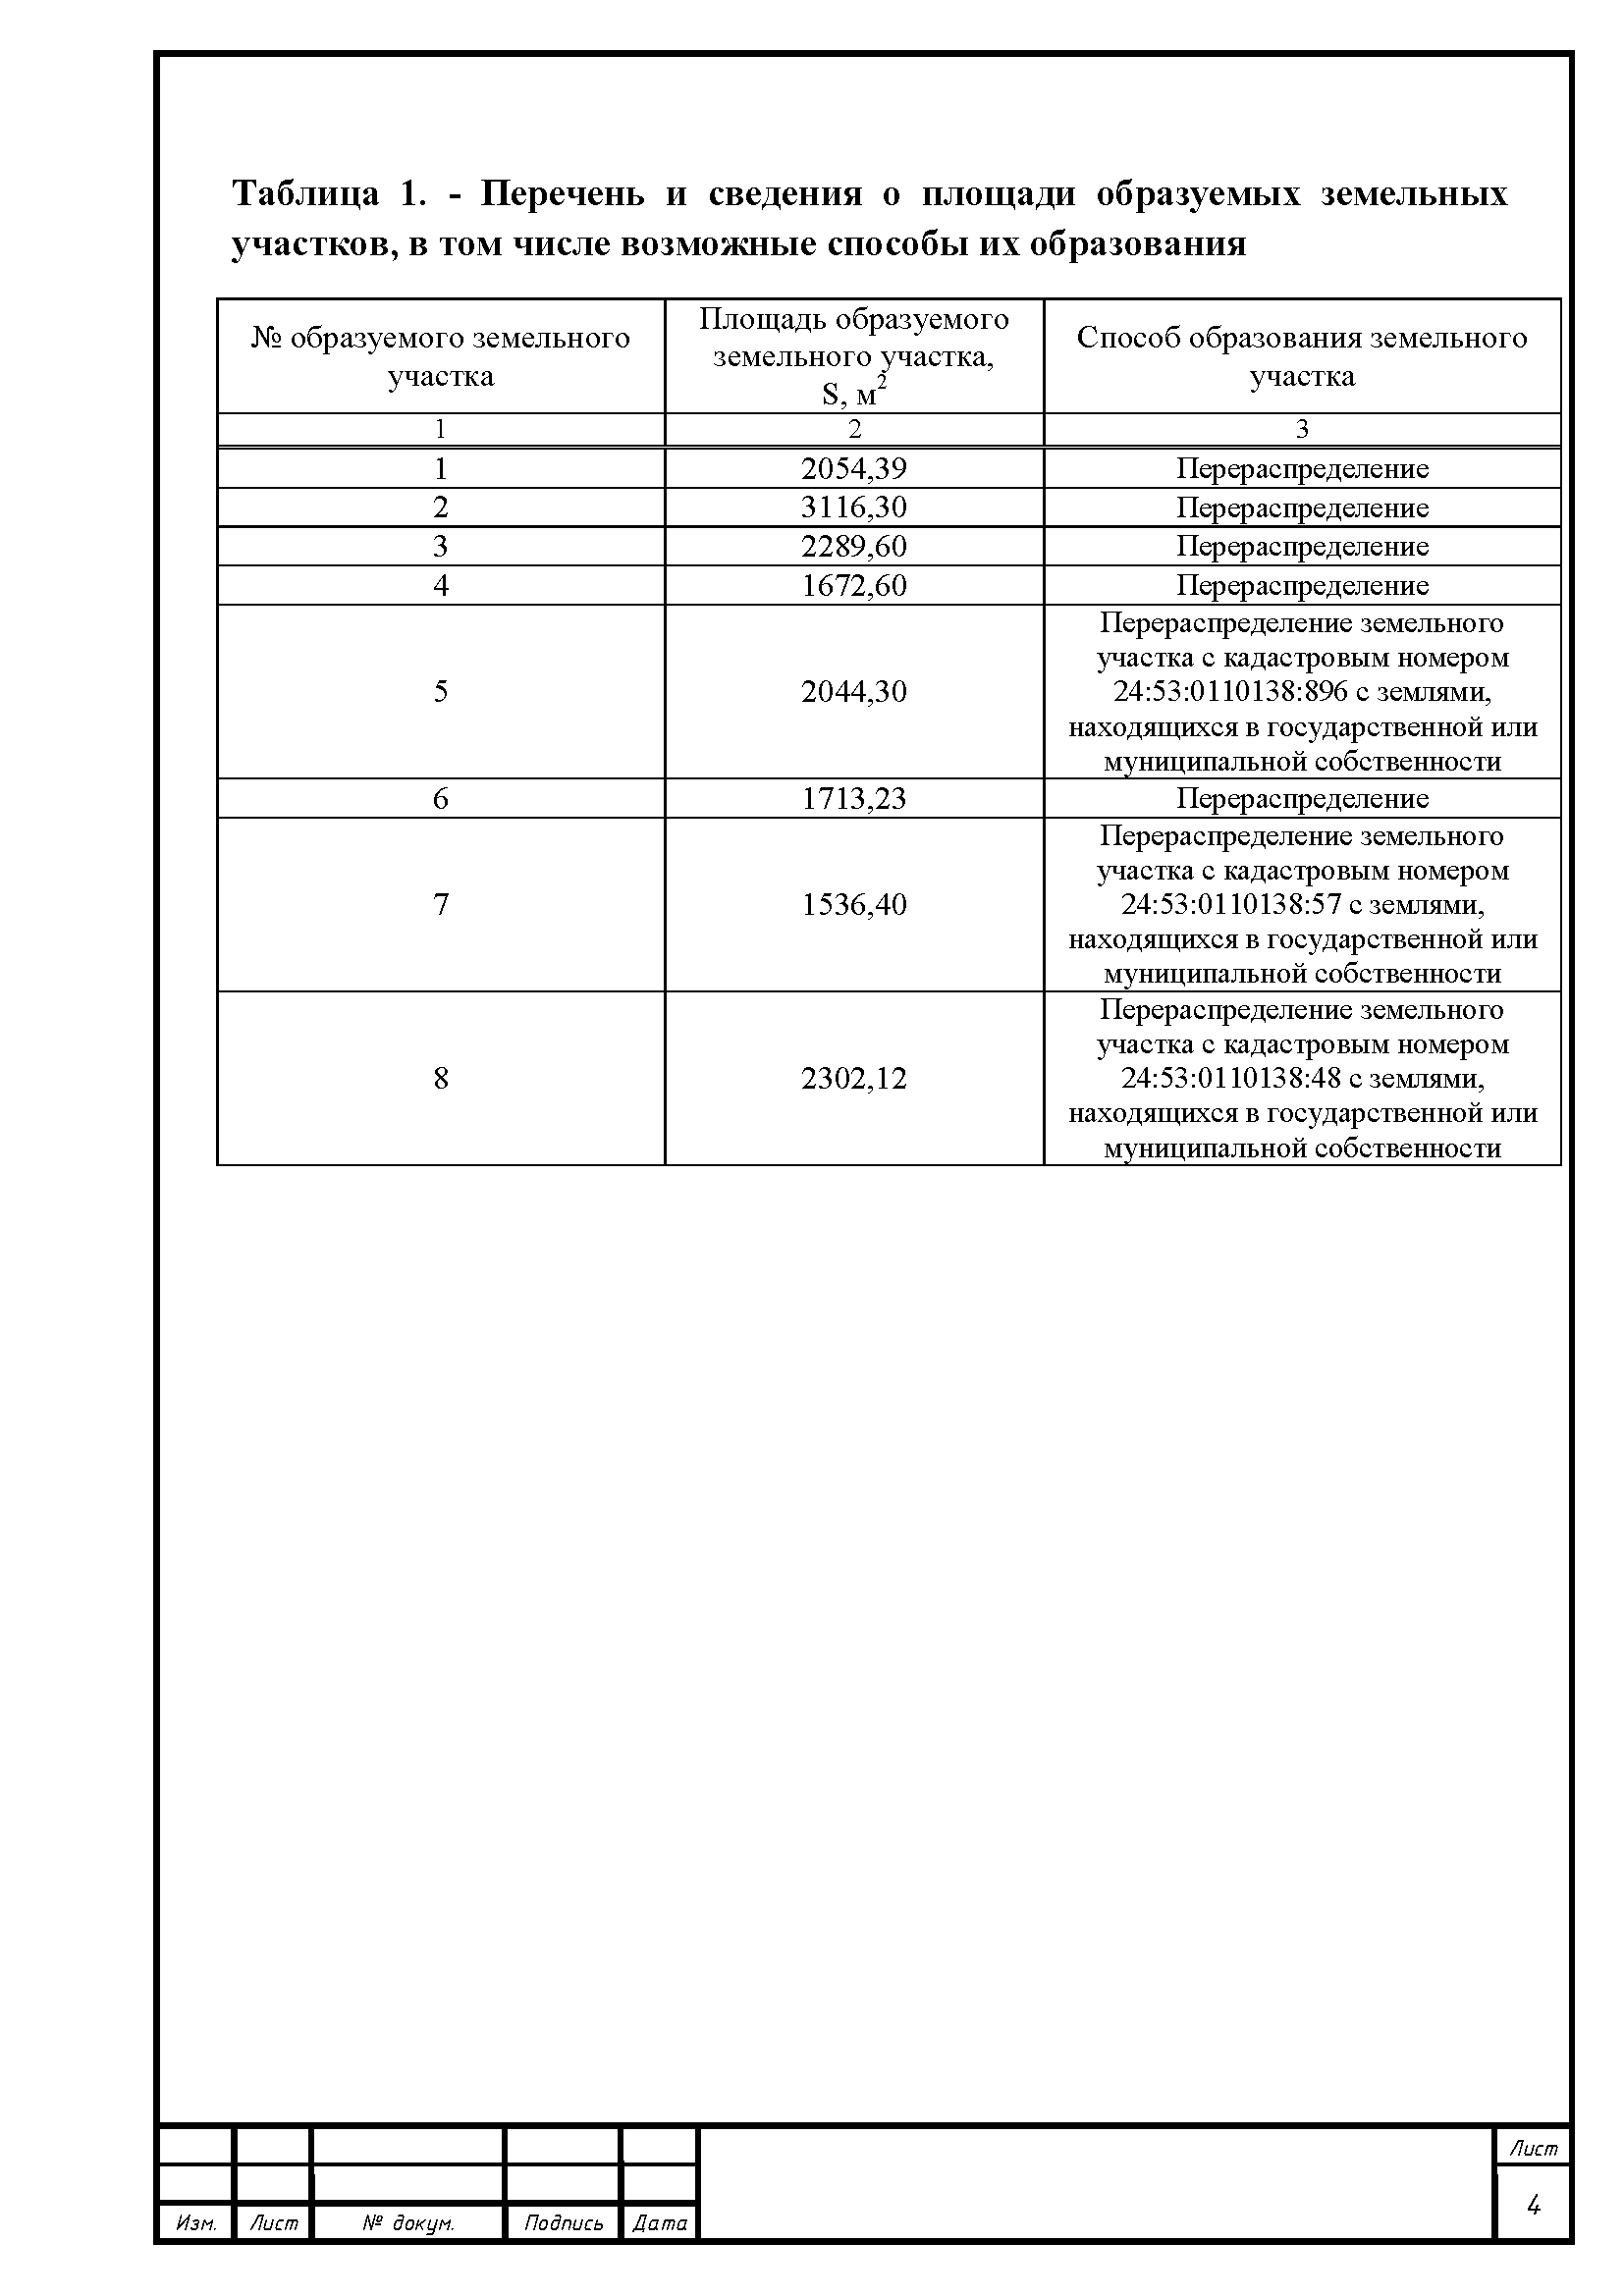 Таблица 1. - Перечень и сведения о площади образуемых земельных
участков, в том числе возможные способы их образования
№ образуемого земельного
участка
Площадь образуемого
земельного участка,
S, м²
Способ образования земельного
участка
1
2
3
1
2054,39
Перераспределение
2
3116,30
Перераспределение
3
2289,60
Перераспределение
4
1672,60
Перераспределение
5
2044,30
Перераспределение земельного
участка с кадастровым номером
24:53:0110138:896 с землями,
находящихся в государственной или
муниципальной собственности
6
1713,23
Перераспределение
7
1536,40
Перераспределение земельного
участка с кадастровым номером
24:53:0110138:57 с землями,
находящихся в государственной или
муниципальной собственности
8
2302,12
Перераспределение земельного
участка с кадастровым номером
24:53:0110138:48 с землями,
находящихся в государственной или
муниципальной собственности
Лист
4
Изм.
Лист
№ докум.
Подпись
Дата